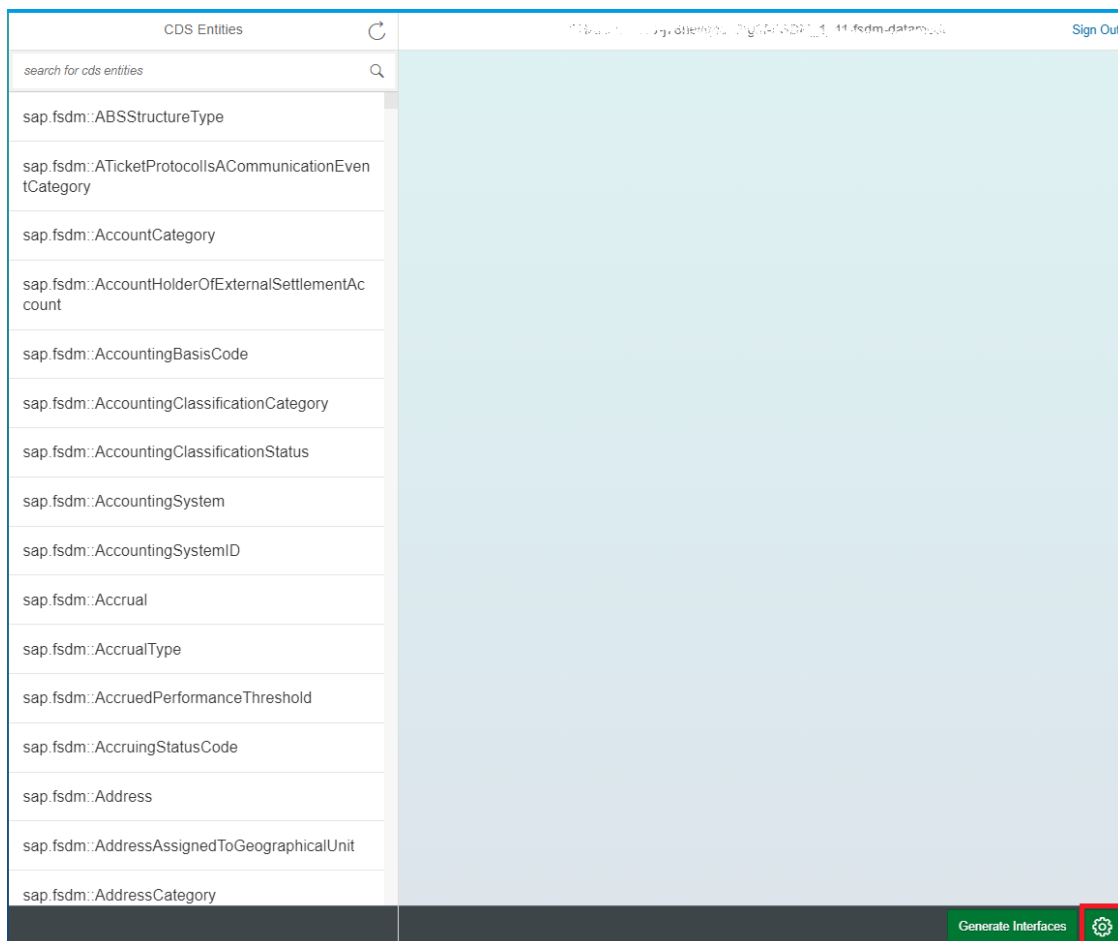 CDS Entities
Sign Out
search for cds entities
sap.fsdm::ABSStructureType
sap.fsdm::ATicketProtocolIsACommunicationEven
tCategory
sap.fsdm::AccountCategory
sap.fsdm::AccountHolderOfExternalSettlementAc
count
sap.fsdm::AccountingBasisCode
sap.fsdm::AccountingClassificationCategory
sap.fsdm::AccountingClassificationStatus
sap.fsdm::AccountingSystem
sap.fsdm::AccountingSystemID
sap.fsdm::Accrual
sap.fsdm::AccrualType
sap.fsdm::AccruedPerformanceThreshold
sap.fsdm::AccruingStatusCode
sap.fsdm::Address
sap.fsdm::AddressAssignedToGeographicalUnit
sap.fsdm::AddressCategory
Generate Interfaces